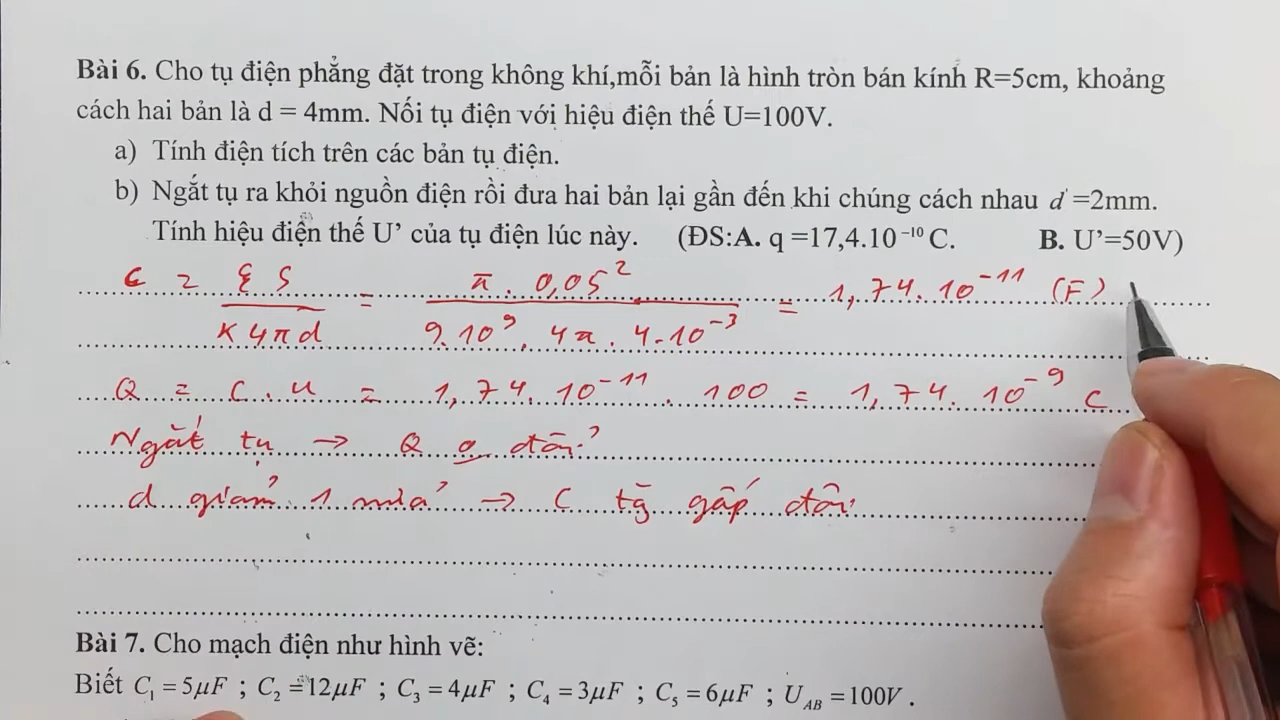 Bài 6. Cho tụ điện phẳng đặt trong không khí,mỗi bản là hình tròn bán kính R=5cm, khoảng
cách hai bản là d = 4mm. Nối tụ điện với hiệu điện thế U=100V.
a) Tính điện tích trên các bản tụ điện.
b) Ngắt tụ ra khỏi nguồn điện rồi đưa hai bản lại gần đến khi chúng cách nhau d'=2mm.
Tính hiệu điện thế U’ của tụ điện lúc này. (ĐS:A. q =17,4.10⁻¹⁰ C. B. U’=50V)
C = ε S / K 4π d = π . 0,05² / 9.10⁹ . 4π . 4.10⁻³ = 1,74. 10⁻¹¹ (F)
Q = C . U = 1,74. 10⁻¹¹ . 100 = 1,74. 10⁻⁹ C
Ngắt tụ → Q đổi
d giảm 1 nửa → C tăng gấp đôi
Bài 7. Cho mạch điện như hình vẽ:
Biết C₁ = 5μF ; C₂ =12μF ; C₃ = 4μF ; C₄ = 3μF ; C₅ = 6μF ; U_AB = 100V .